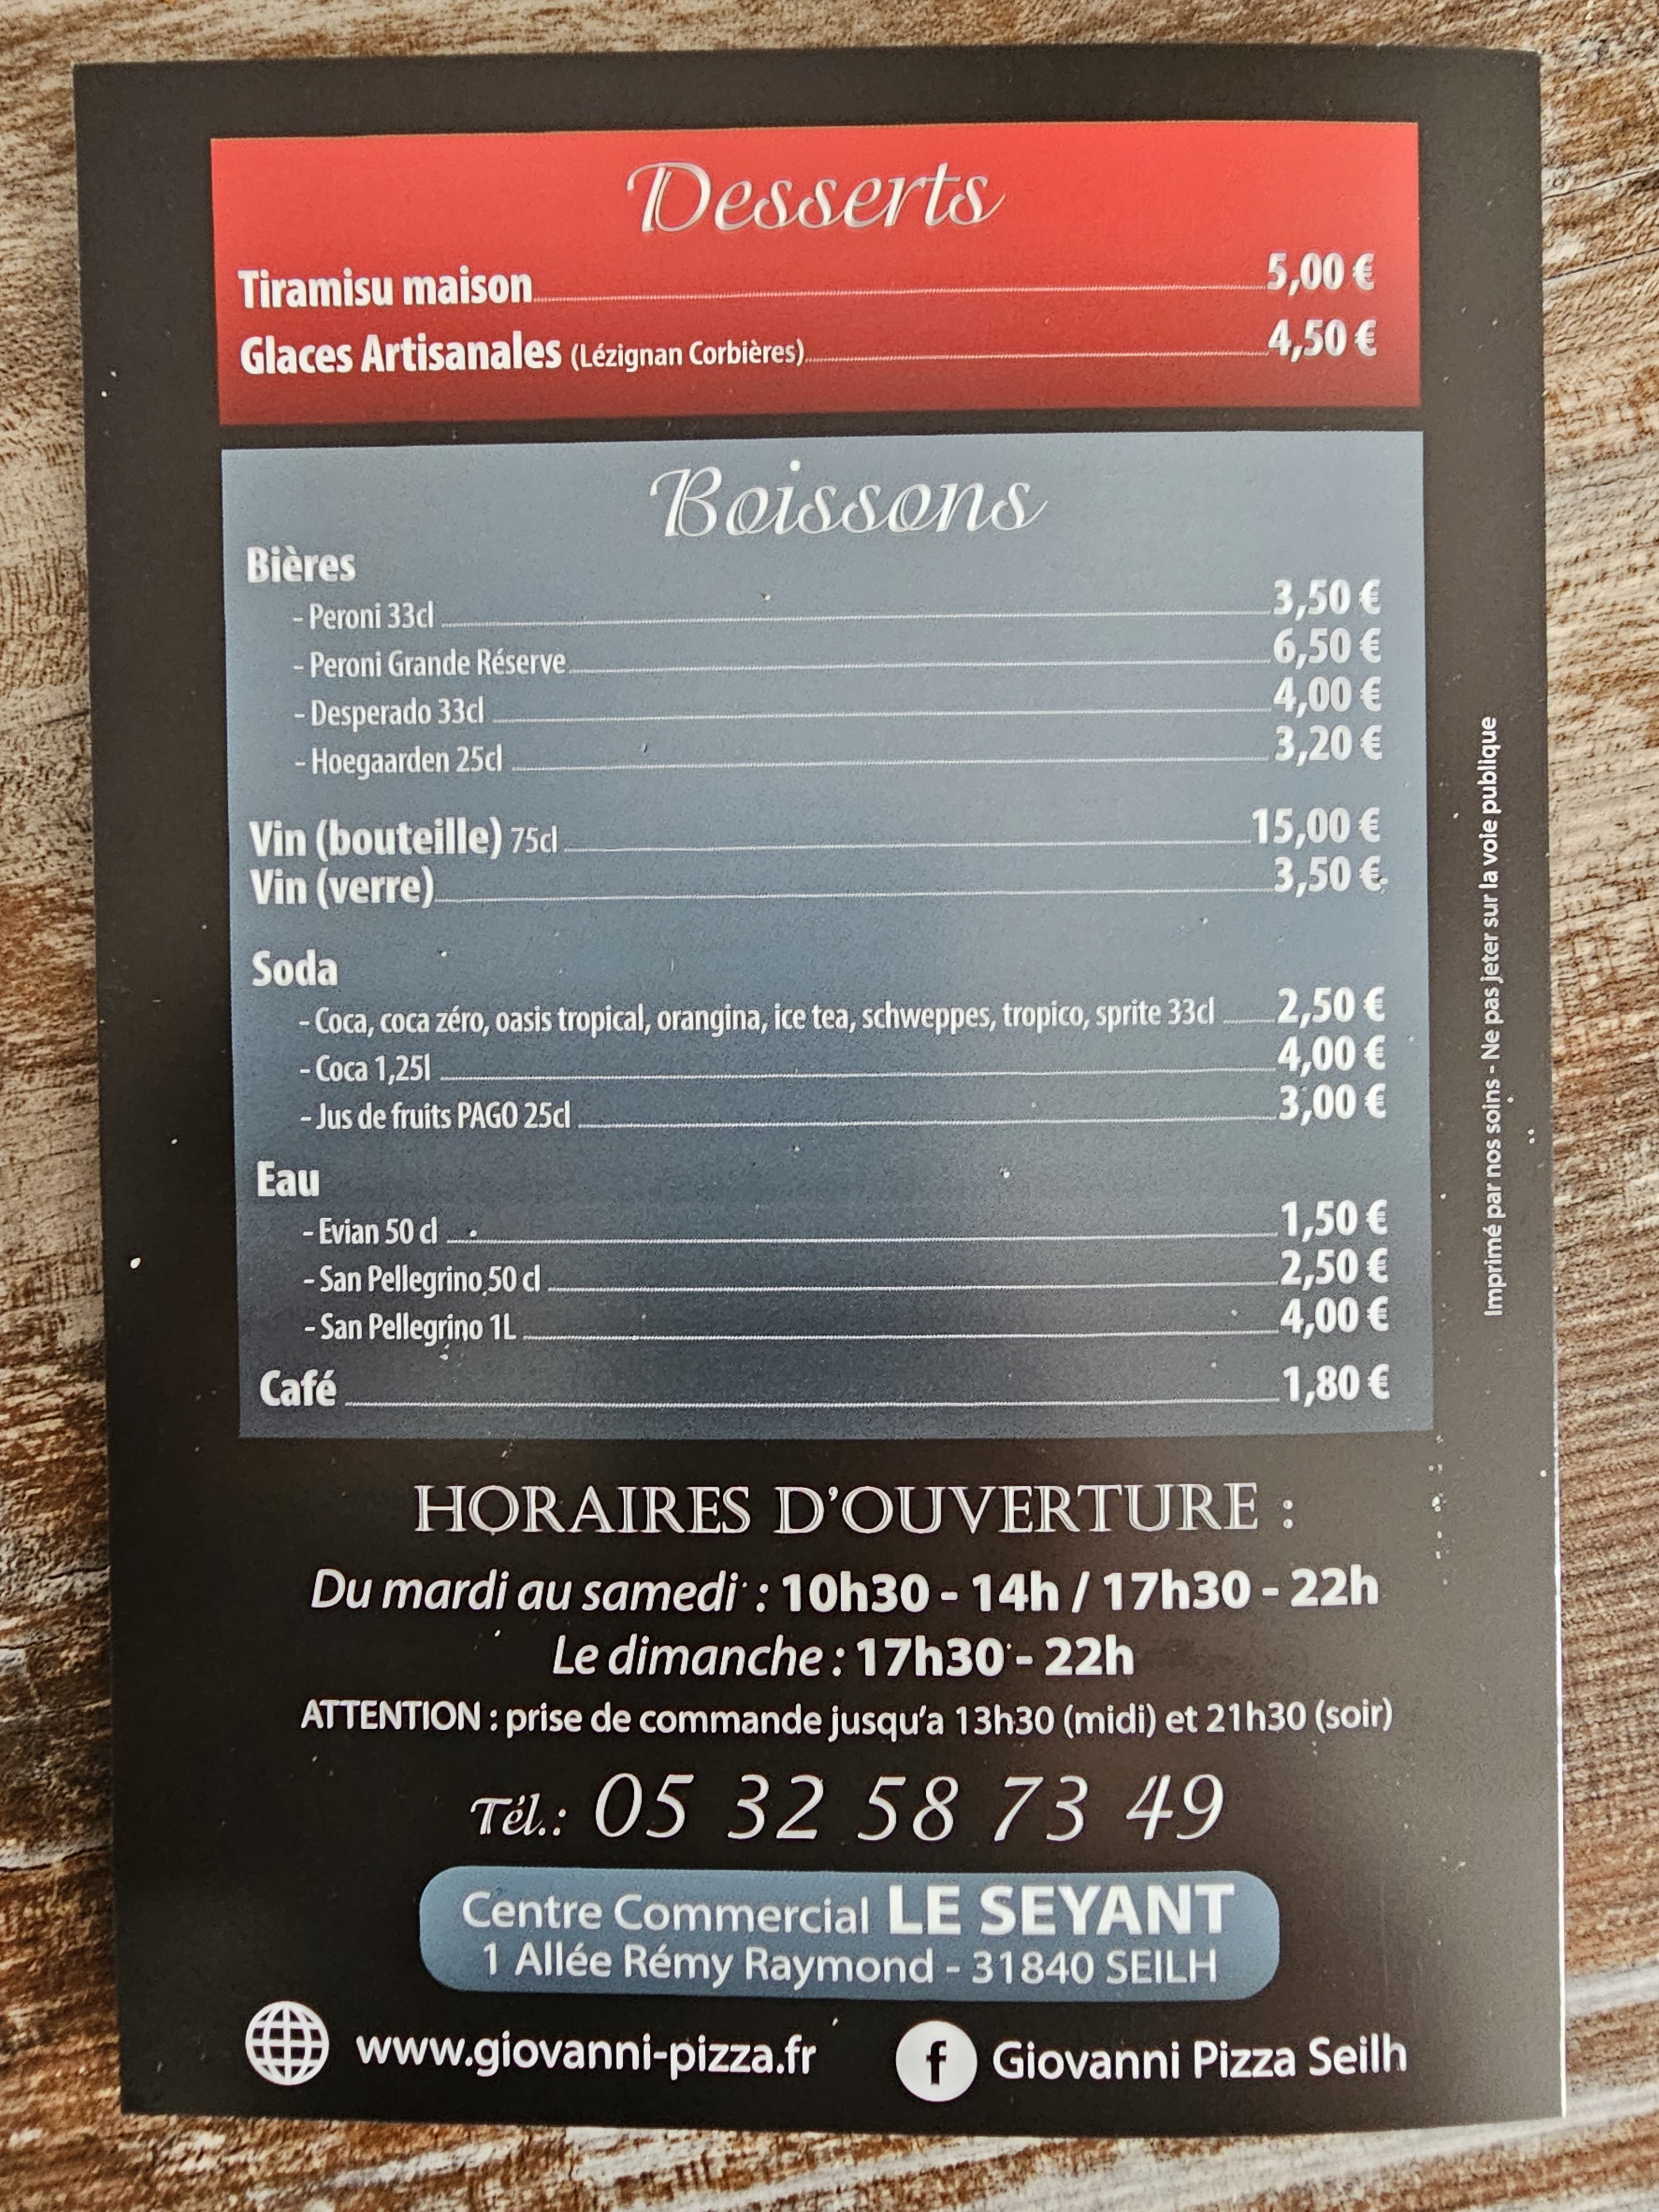 Desserts
Tiramisu maison 5,00 €
Glaces Artisanales (Lézignan Corbières) 4,50 €
Boissons
Bières
- Peroni 33cl 3,50 €
- Peroni Grande Réserve 6,50 €
- Desperado 33cl 4,00 €
- Hoegaarden 25cl 3,20 €
Vin (bouteille) 75cl 15,00 €
Vin (verre) 3,50 €
Soda
- Coca, coca zéro, oasis tropical, orangina, ice tea, schweppes, tropico, sprite 33cl 2,50 €
- Coca 1,25l 4,00 €
- Jus de fruits PAGO 25cl 3,00 €
Eau
- Evian 50 cl 1,50 €
- San Pellegrino 50 cl 2,50 €
- San Pellegrino 1L 4,00 €
Café 1,80 €
HORAIRES D'OUVERTURE :
Du mardi au samedi : 10h30 - 14h / 17h30 - 22h
Le dimanche : 17h30 - 22h
ATTENTION : prise de commande jusqu'a 13h30 (midi) et 21h30 (soir)
Tél.: 05 32 58 73 49
Centre Commercial LE SEYANT
1 Allée Rémy Raymond - 31840 SEILH
www.giovanni-pizza.fr
f Giovanni Pizza Seilh
Imprimé par nos soins - Ne pas jeter sur la voie publique